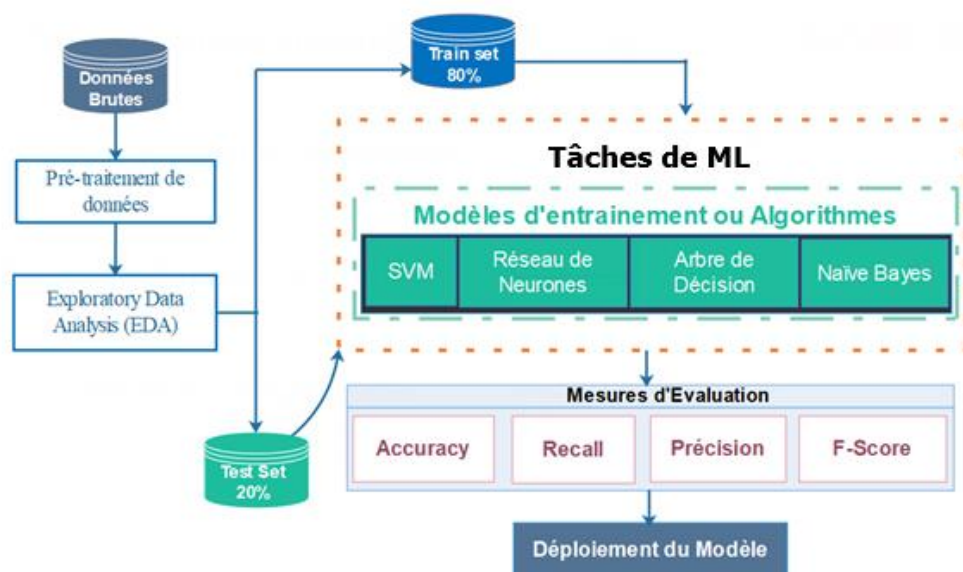 Données
Brutes
Pré-traitement de
données
Exploratory Data
Analysis (EDA)
Train set
80%
Test Set
20%
Tâches de ML
Modèles d'entrainement ou Algorithmes
SVM
Réseau de
Neurones
Arbre de
Décision
Naïve Bayes
Mesures d'Evaluation
Accuracy
Recall
Précision
F-Score
Déploiement du Modèle